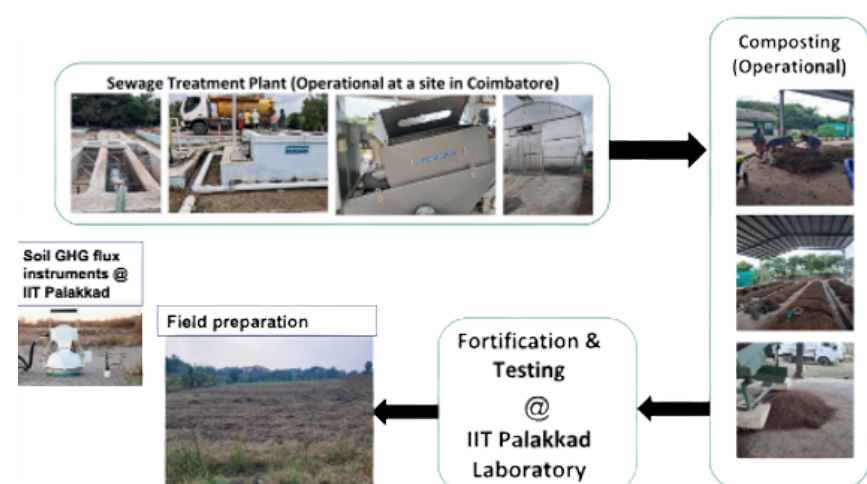 Sewage Treatment Plant (Operational at a site in Coimbatore)
Composting
(Operational)
Soil GHG flux
instruments @
IIT Palakkad
Field preparation
Fortification &
Testing
@
IIT Palakkad
Laboratory